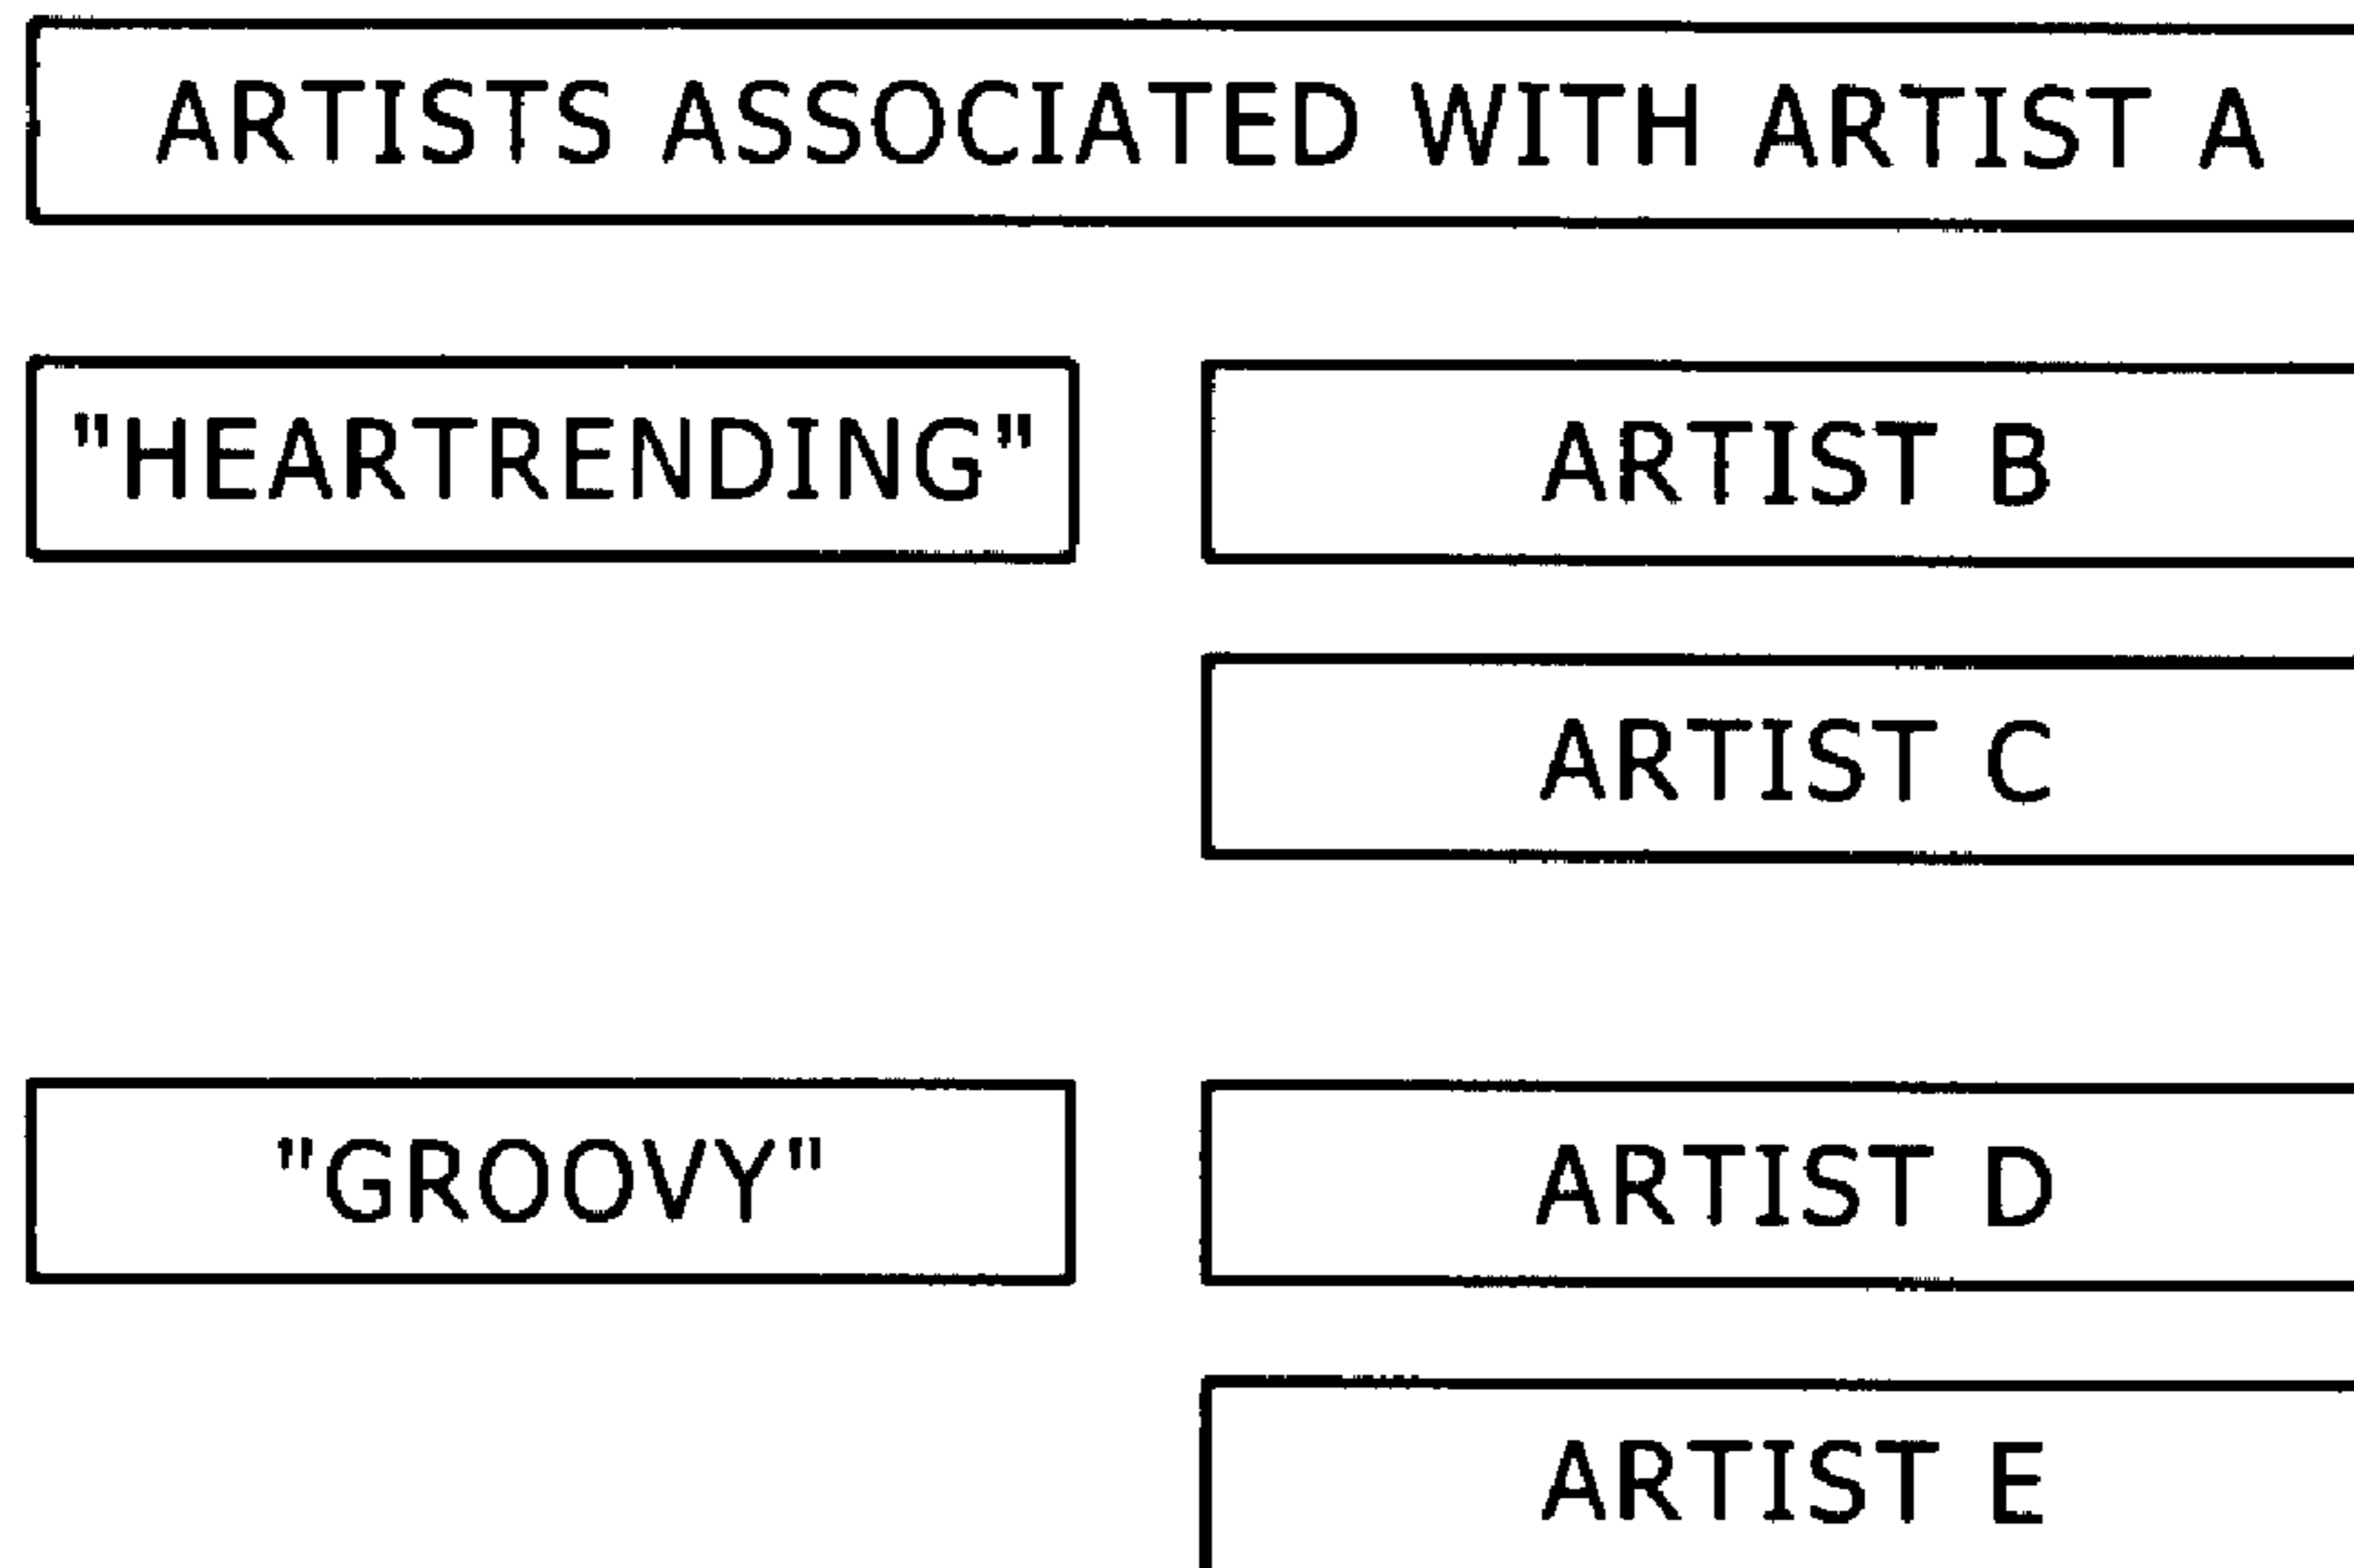 ARTISTS ASSOCIATED WITH ARTIST A
"HEARTRENDING" ARTIST B
ARTIST C
"GROOVY" ARTIST D
ARTIST E